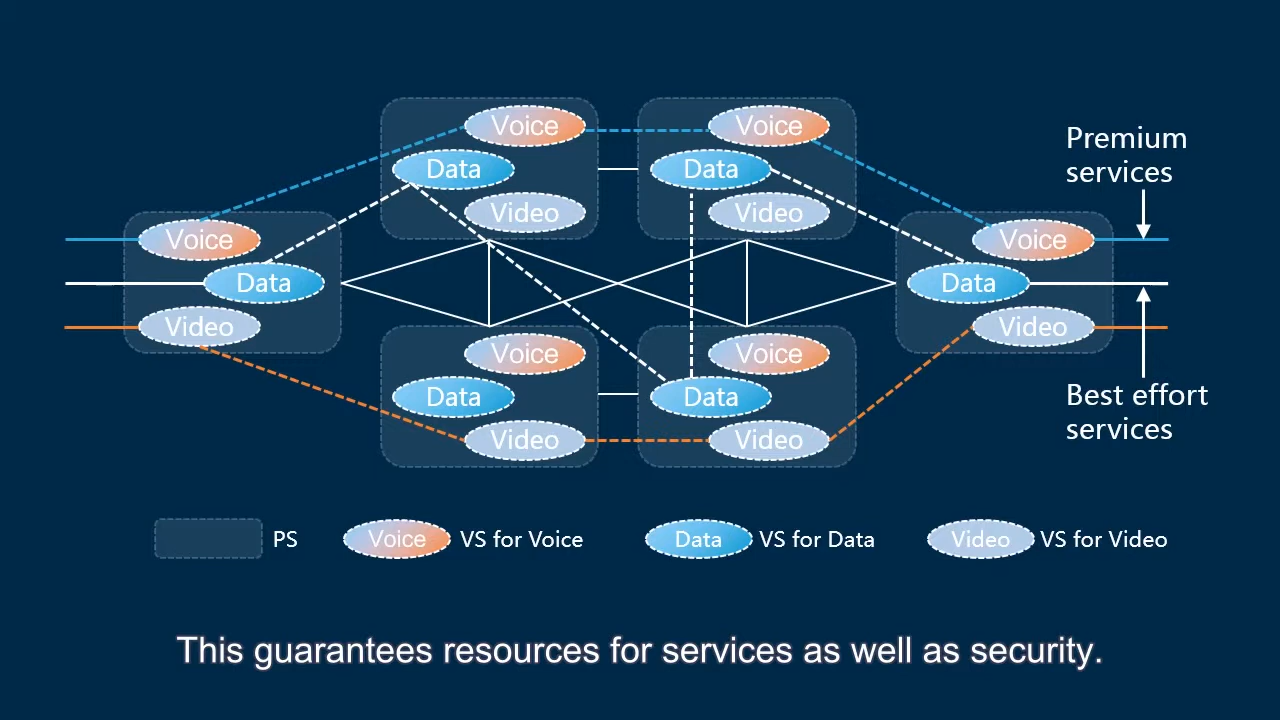 Voice
Data
Video
Voice
Data
Video
Premium
services
Voice
Data
Video
Voice
Data
Video
Voice
Data
Video
Voice
Data
Video
Best effort
services
PS
Voice
VS for Voice
Data
VS for Data
Video
VS for Video
This guarantees resources for services as well as security.